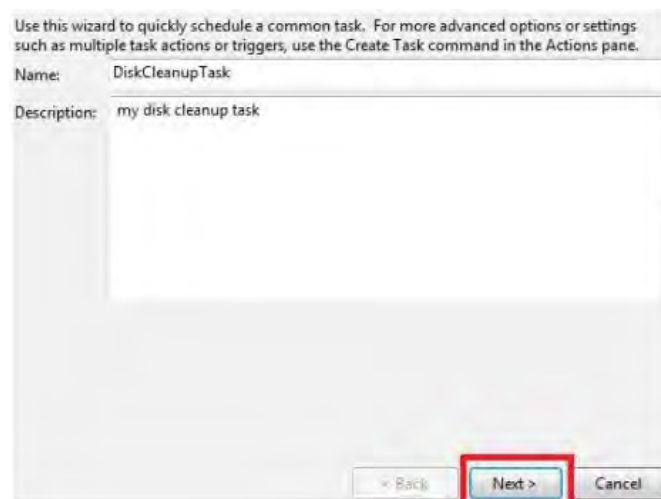 Use this wizard to quickly schedule a common task.  For more advanced options or settings
such as multiple task actions or triggers, use the Create Task command in the Actions pane.
Name: DiskCleanupTask
Description: my disk cleanup task
< Back Next > Cancel